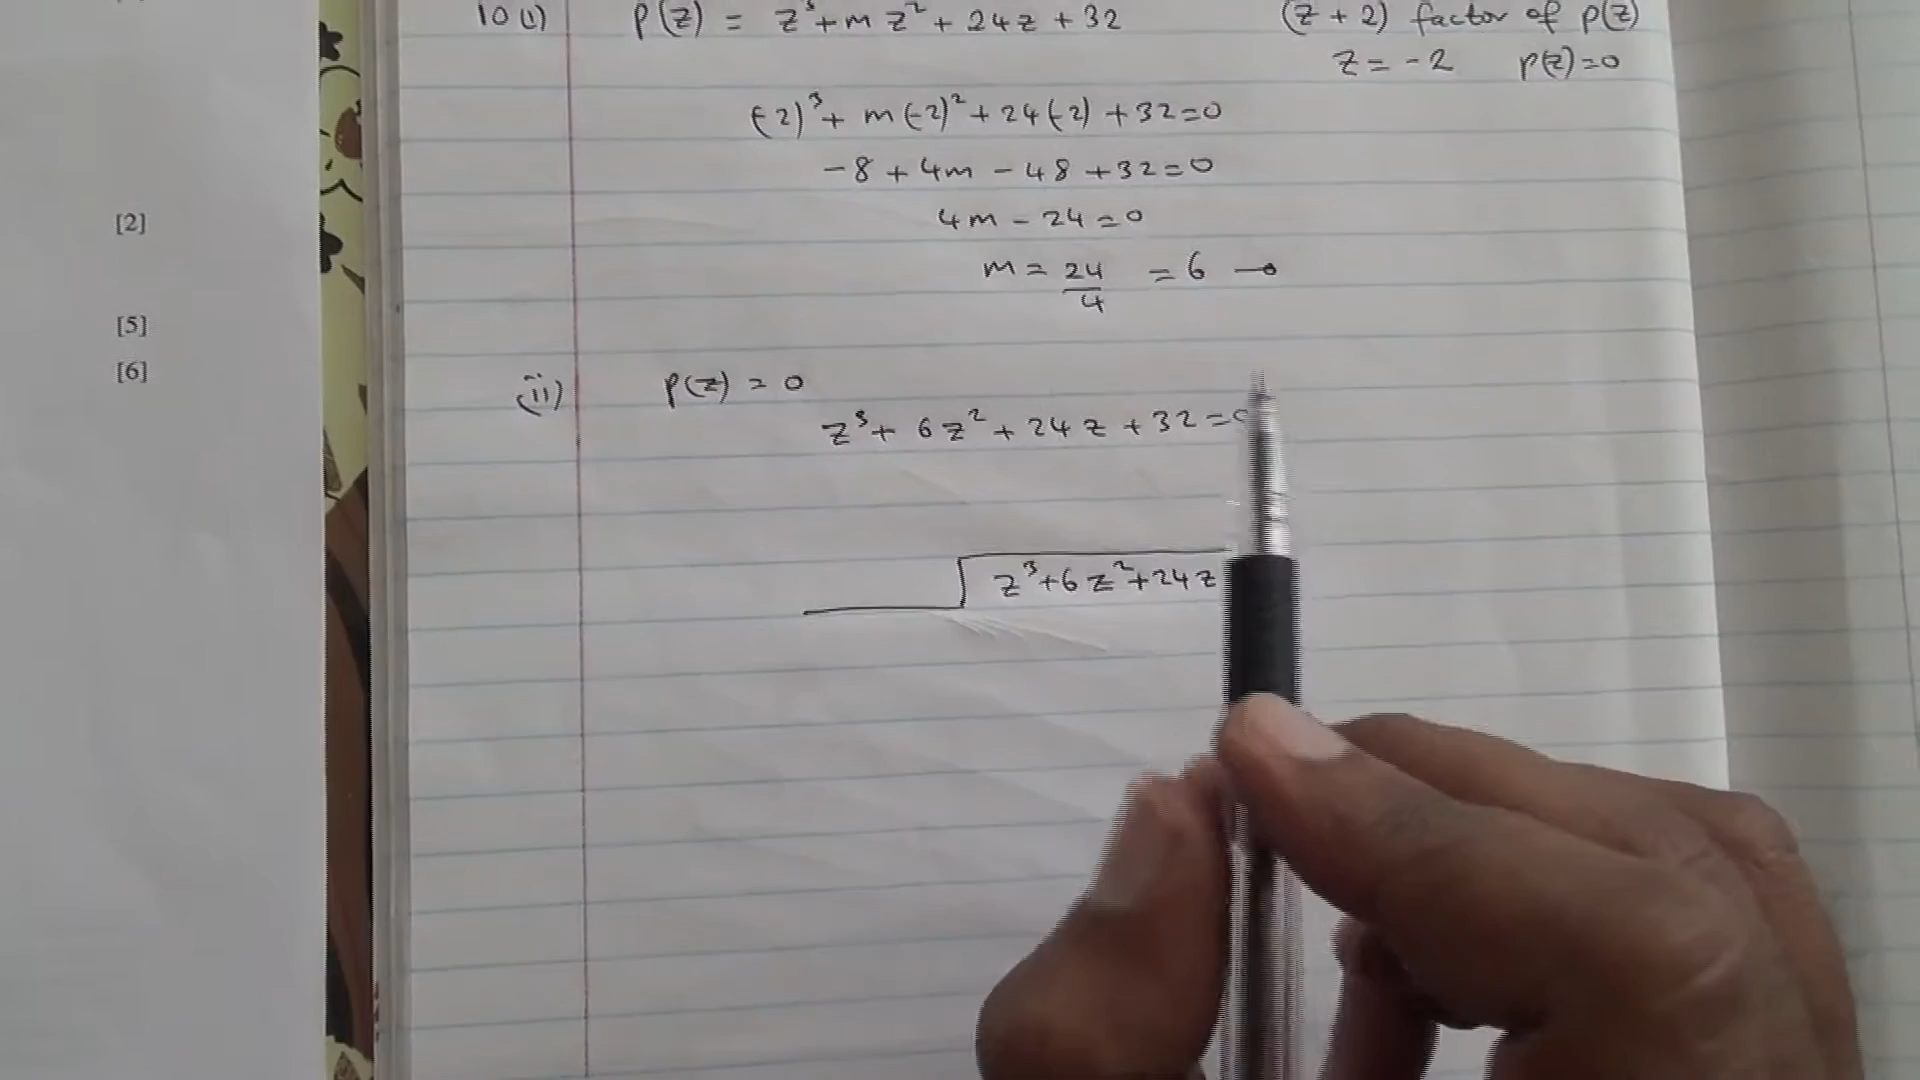 10 (i) P(z) = z³ + m z² + 24z + 32 (z + 2) factor of p(z)
z = -2 p(z)=0
(-2)³ + m(-2)² + 24(-2) + 32=0
-8 + 4m - 48 + 32=0
[2] 4m - 24=0
m = 24/4 = 6
[5]
[6] (ii) p(z) = 0
z³ + 6z² + 24z + 32=0
z³+6z²+24z